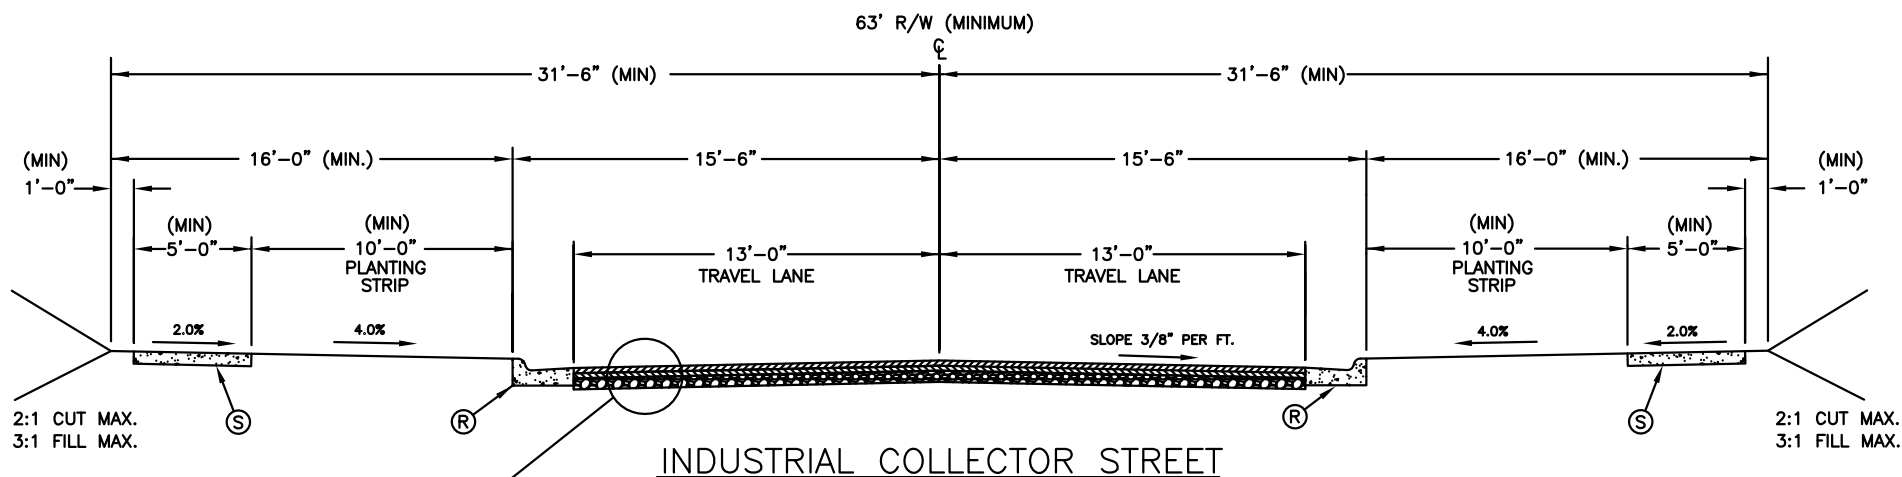 63' R/W (MINIMUM)
℄
31'-6" (MIN)
31'-6" (MIN)
(MIN)
1'-0"
16'-0" (MIN.)
15'-6"
15'-6"
16'-0" (MIN.)
(MIN)
1'-0"
(MIN)
5'-0"
(MIN)
10'-0"
PLANTING
STRIP
13'-0"
TRAVEL LANE
13'-0"
TRAVEL LANE
(MIN)
10'-0"
PLANTING
STRIP
(MIN)
5'-0"
2.0%
4.0%
SLOPE 3/8" PER FT.
4.0%
2.0%
2:1 CUT MAX.
3:1 FILL MAX.
S
R
R
S
2:1 CUT MAX.
3:1 FILL MAX.
INDUSTRIAL COLLECTOR STREET